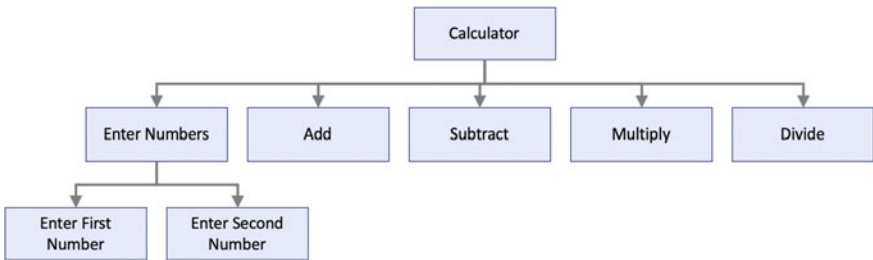 Calculator
Enter Numbers
Add
Subtract
Multiply
Divide
Enter First
Number
Enter Second
Number